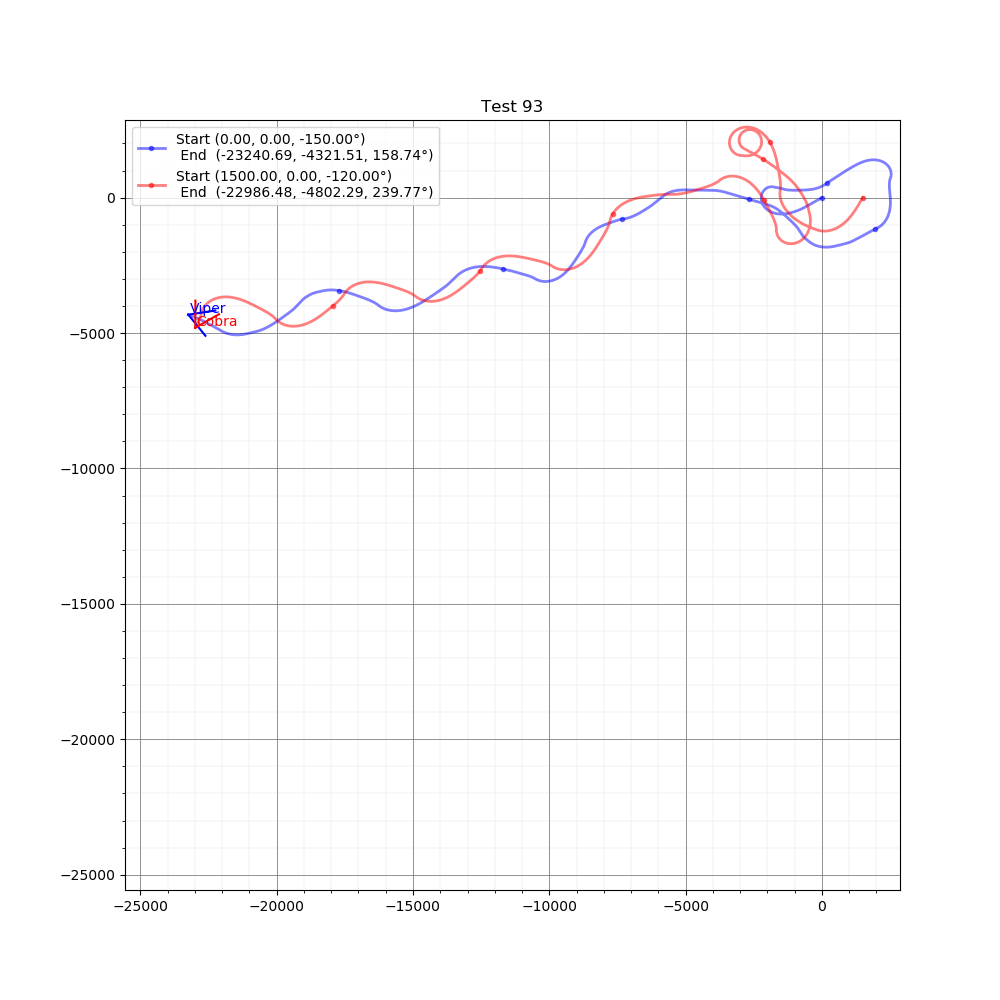 Test 93
Start (0.00, 0.00, -150.00°)
End (-23240.69, -4321.51, 158.74°)
Start (1500.00, 0.00, -120.00°)
End (-22986.48, -4802.29, 239.77°)
0
−5000
−10000
−15000
−20000
−25000
Viper
Cobra
−25000 −20000 −15000 −10000 −5000 0